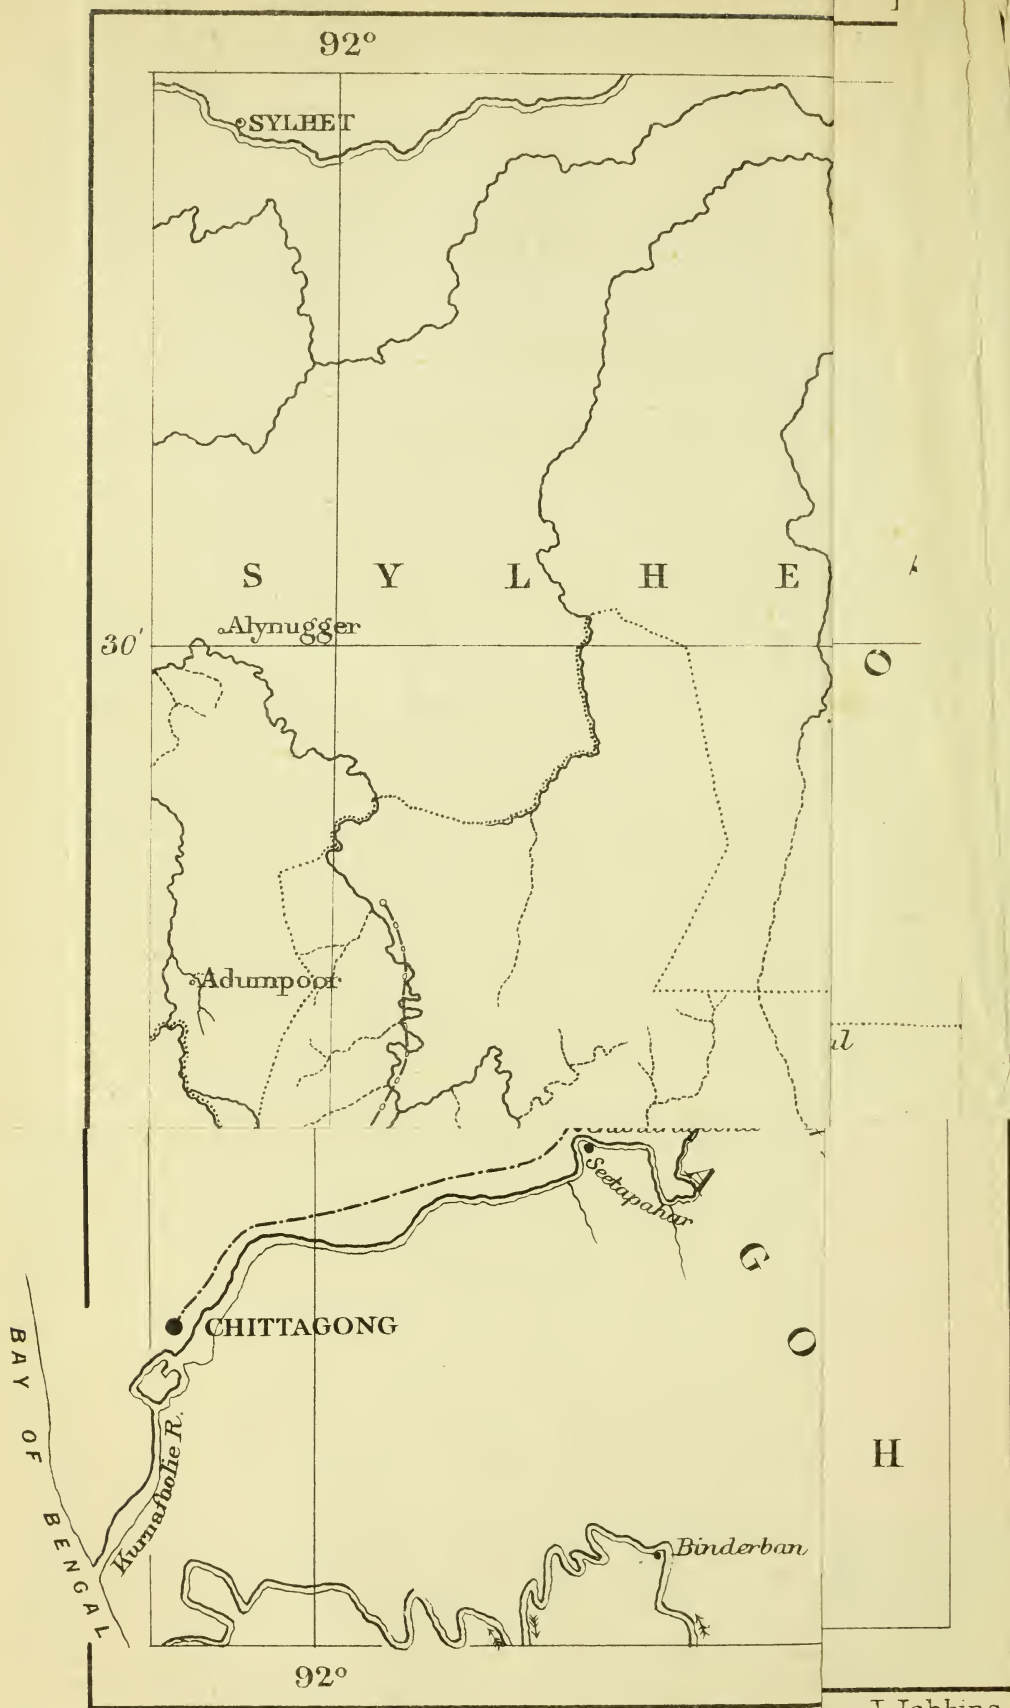 92°
SYLHET
S Y L H E
Alynugger
30'
O
Adumpoor
Seetapahar
G
O
CHITTAGONG
BAY OF BENGAL
Kurnafoolie R.
H
Binderban
92°